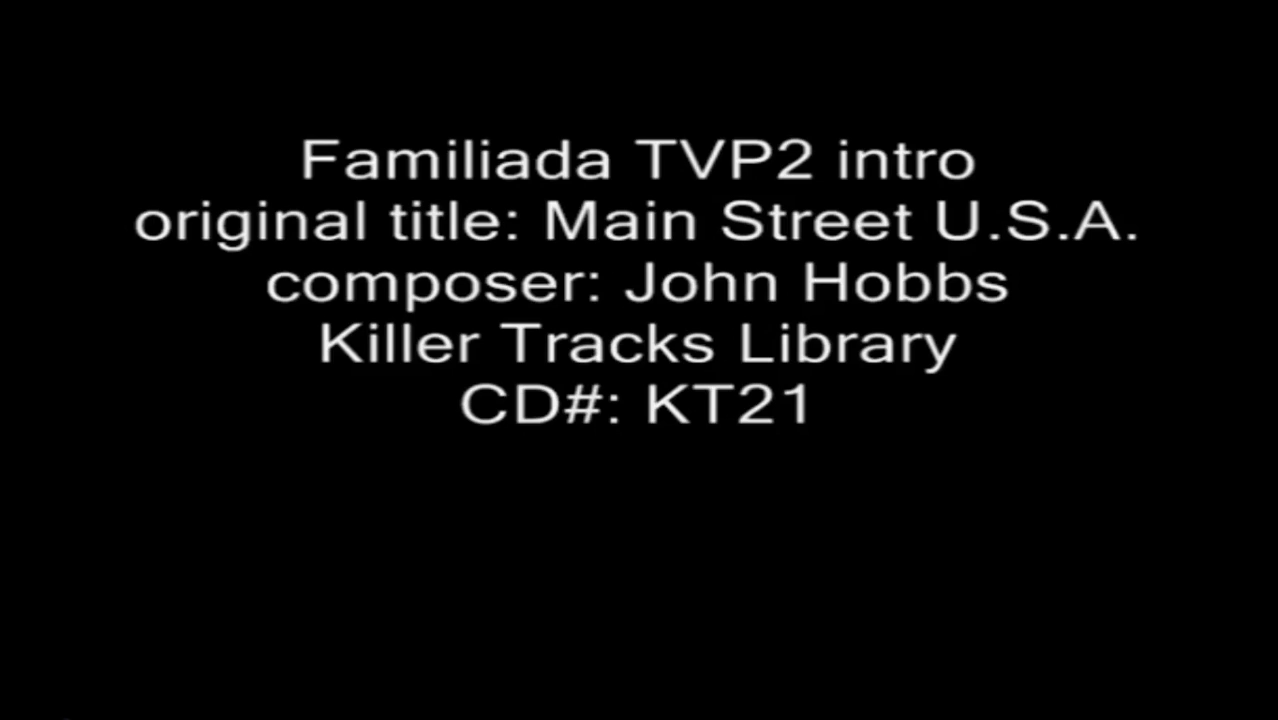 Familiada TVP2 intro
original title: Main Street U.S.A.
composer: John Hobbs
Killer Tracks Library
CD#: KT21